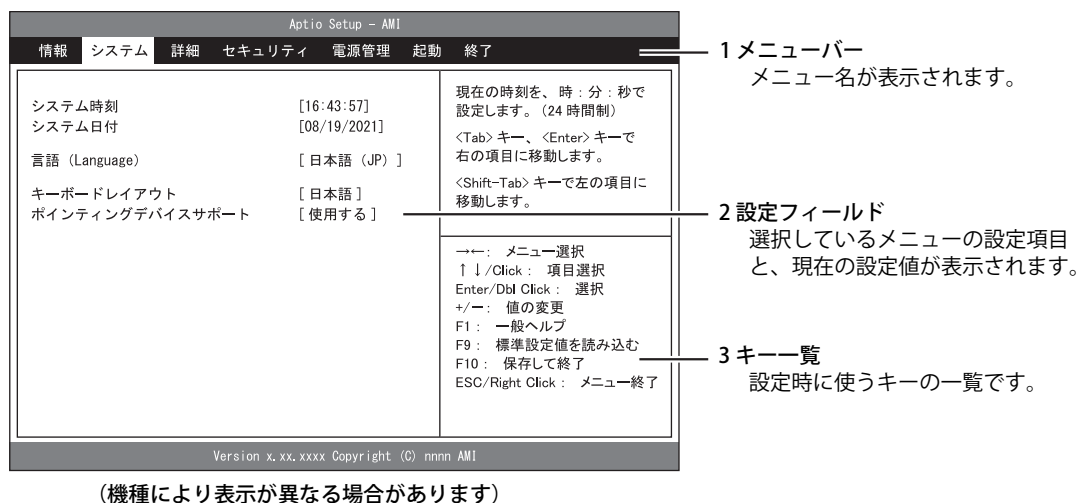 Aptio Setup - AMI
情報 システム 詳細 セキュリティ 電源管理 起動 終了
システム時刻 [16:43:57]
システム日付 [08/19/2021]
言語（Language） [日本語（JP）]
キーボードレイアウト [日本語]
ポインティングデバイスサポート [使用する]
現在の時刻を、時：分：秒で
設定します。（24時間制）
<Tab>キー、<Enter>キーで
右の項目に移動します。
<Shift-Tab>キーで左の項目に
移動します。
→←： メニュー選択
↑↓/Click： 項目選択
Enter/Dbl Click： 選択
+/－： 値の変更
F1： 一般ヘルプ
F9： 標準設定値を読み込む
F10： 保存して終了
ESC/Right Click： メニュー終了
Version x.xx.xxxx Copyright (C) nnnn AMI
1 メニューバー
メニュー名が表示されます。
2 設定フィールド
選択しているメニューの設定項目
と、現在の設定値が表示されます。
3 キー一覧
設定時に使うキーの一覧です。
（機種により表示が異なる場合があります）